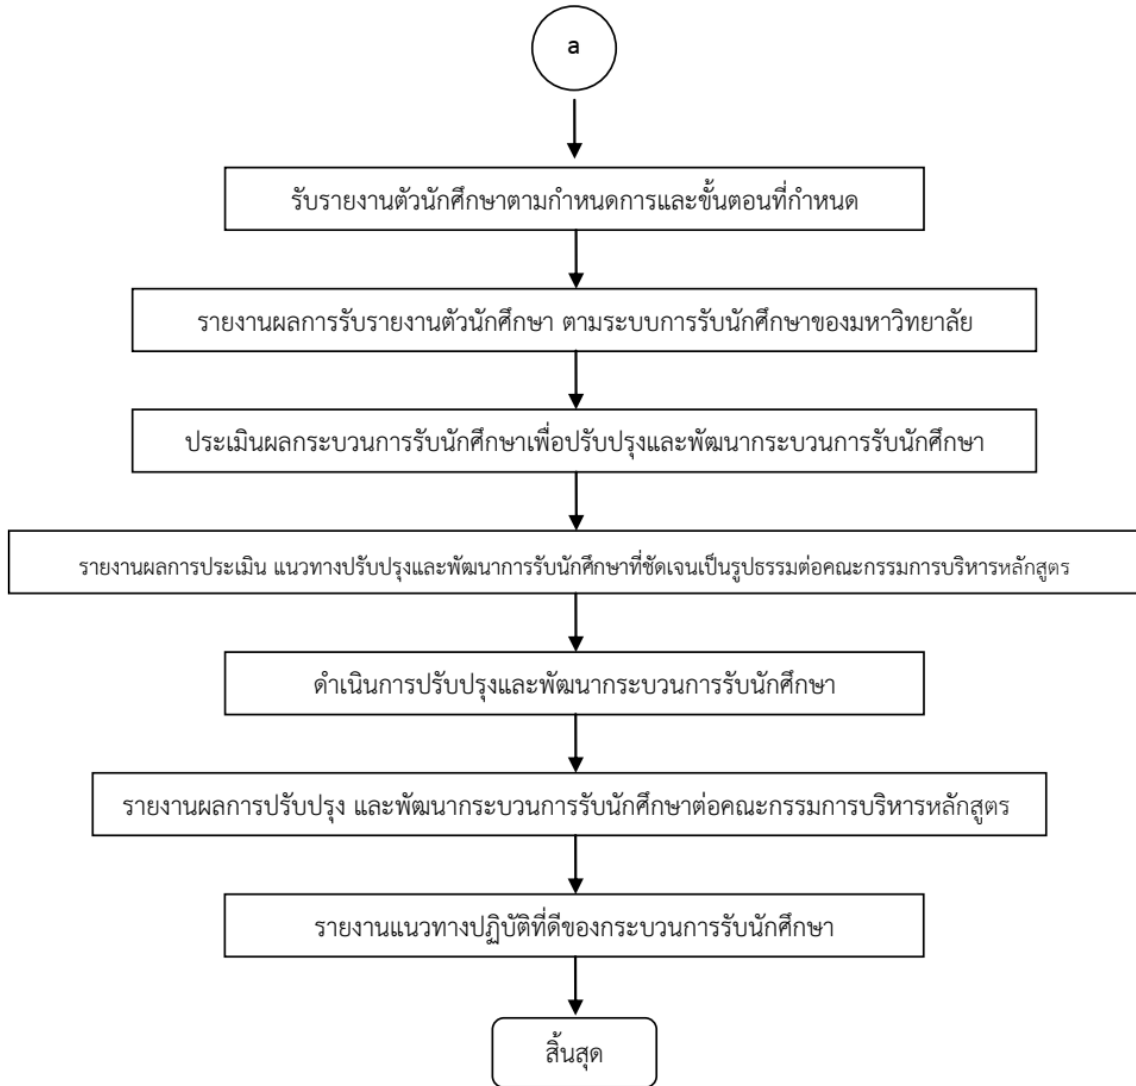 a
รับรายงานตัวนักศึกษาตามกำหนดการและขั้นตอนที่กำหนด
รายงานผลการรับรายงานตัวนักศึกษา ตามระบบการรับนักศึกษาของมหาวิทยาลัย
ประเมินผลกระบวนการรับนักศึกษาเพื่อปรับปรุงและพัฒนากระบวนการรับนักศึกษา
รายงานผลการประเมิน แนวทางปรับปรุงและพัฒนาการรับนักศึกษาที่ชัดเจนเป็นรูปธรรมต่อคณะกรรมการบริหารหลักสูตร
ดำเนินการปรับปรุงและพัฒนากระบวนการรับนักศึกษา
รายงานผลการปรับปรุง และพัฒนากระบวนการรับนักศึกษาต่อคณะกรรมการบริหารหลักสูตร
รายงานแนวทางปฏิบัติที่ดีของกระบวนการรับนักศึกษา
สิ้นสุด